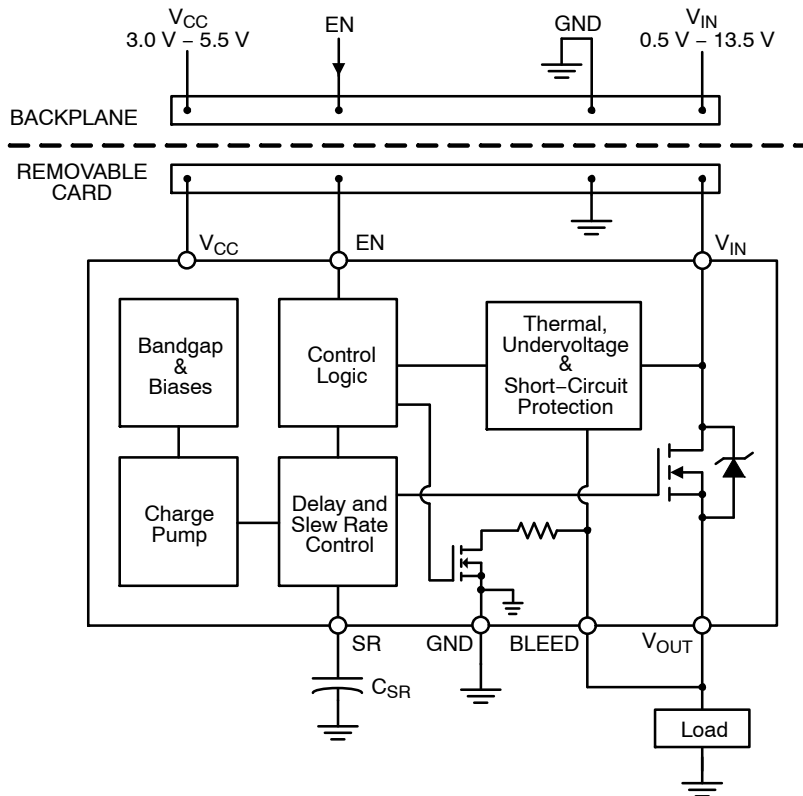 VCC
3.0 V − 5.5 V
EN
GND
VIN
0.5 V − 13.5 V
BACKPLANE
REMOVABLE
CARD
VCC
EN
VIN
Bandgap
&
Biases
Control
Logic
Thermal,
Undervoltage
&
Short−Circuit
Protection
Charge
Pump
Delay and
Slew Rate
Control
SR
GND
BLEED
VOUT
CSR
Load